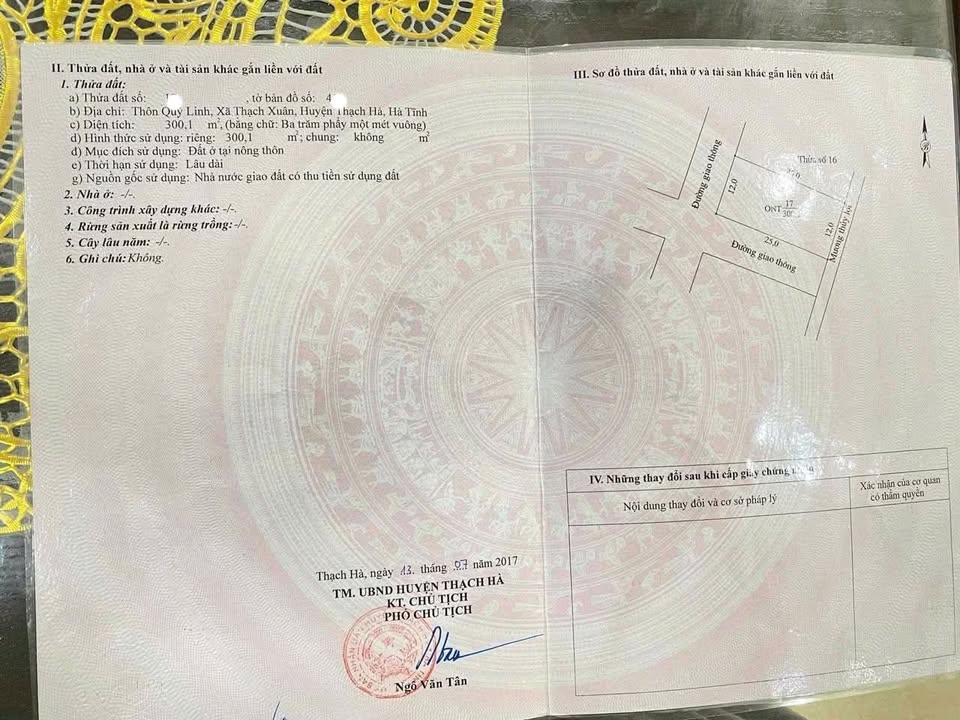 II. Thửa đất, nhà ở và tài sản khác gắn liền với đất
1. Thửa đất:
a) Thửa đất số: , tờ bản đồ số: 4
b) Địa chỉ: Thôn Quý Linh, Xã Thạch Xuân, Huyện Thạch Hà, Hà Tĩnh
c) Diện tích: 300,1 m², (bằng chữ: Ba trăm phẩy một mét vuông)
d) Hình thức sử dụng: riêng: 300,1 m²; chung: không m²
đ) Mục đích sử dụng: Đất ở tại nông thôn
e) Thời hạn sử dụng: Lâu dài
g) Nguồn gốc sử dụng: Nhà nước giao đất có thu tiền sử dụng đất
2. Nhà ở: -/-.
3. Công trình xây dựng khác: -/-.
4. Rừng sản xuất là rừng trồng: -/-.
5. Cây lâu năm: -/-.
6. Ghi chú: Không.
Thạch Hà, ngày 13 tháng 07 năm 2017
TM. UBND HUYỆN THẠCH HÀ
KT. CHỦ TỊCH
PHÓ CHỦ TỊCH
Ngô Văn Tân
III. Sơ đồ thửa đất, nhà ở và tài sản khác gắn liền với đất
Đường giao thông
Thửa số 16
12,0
ONT 17
25,0
12,0
Mương thủy lợi
Đường giao thông
IV. Những thay đổi sau khi cấp giấy chứng
Nội dung thay đổi và cơ sở pháp lý
Xác nhận của cơ quan
có thẩm quyền